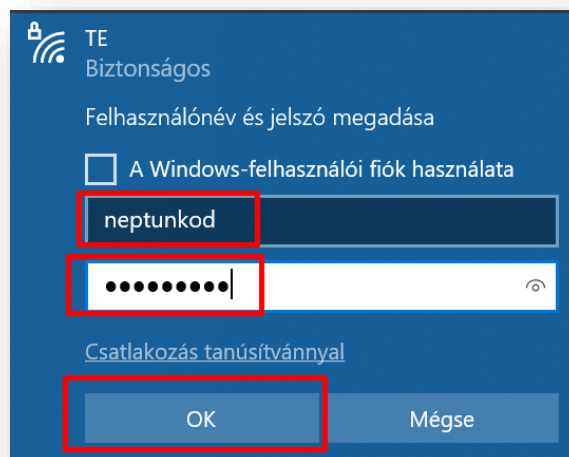 TE
Biztonságos
Felhasználónév és jelszó megadása
A Windows-felhasználói fiók használata
neptunkod
●●●●●●●●●
Csatlakozás tanúsítvánnyal
OK
Mégse